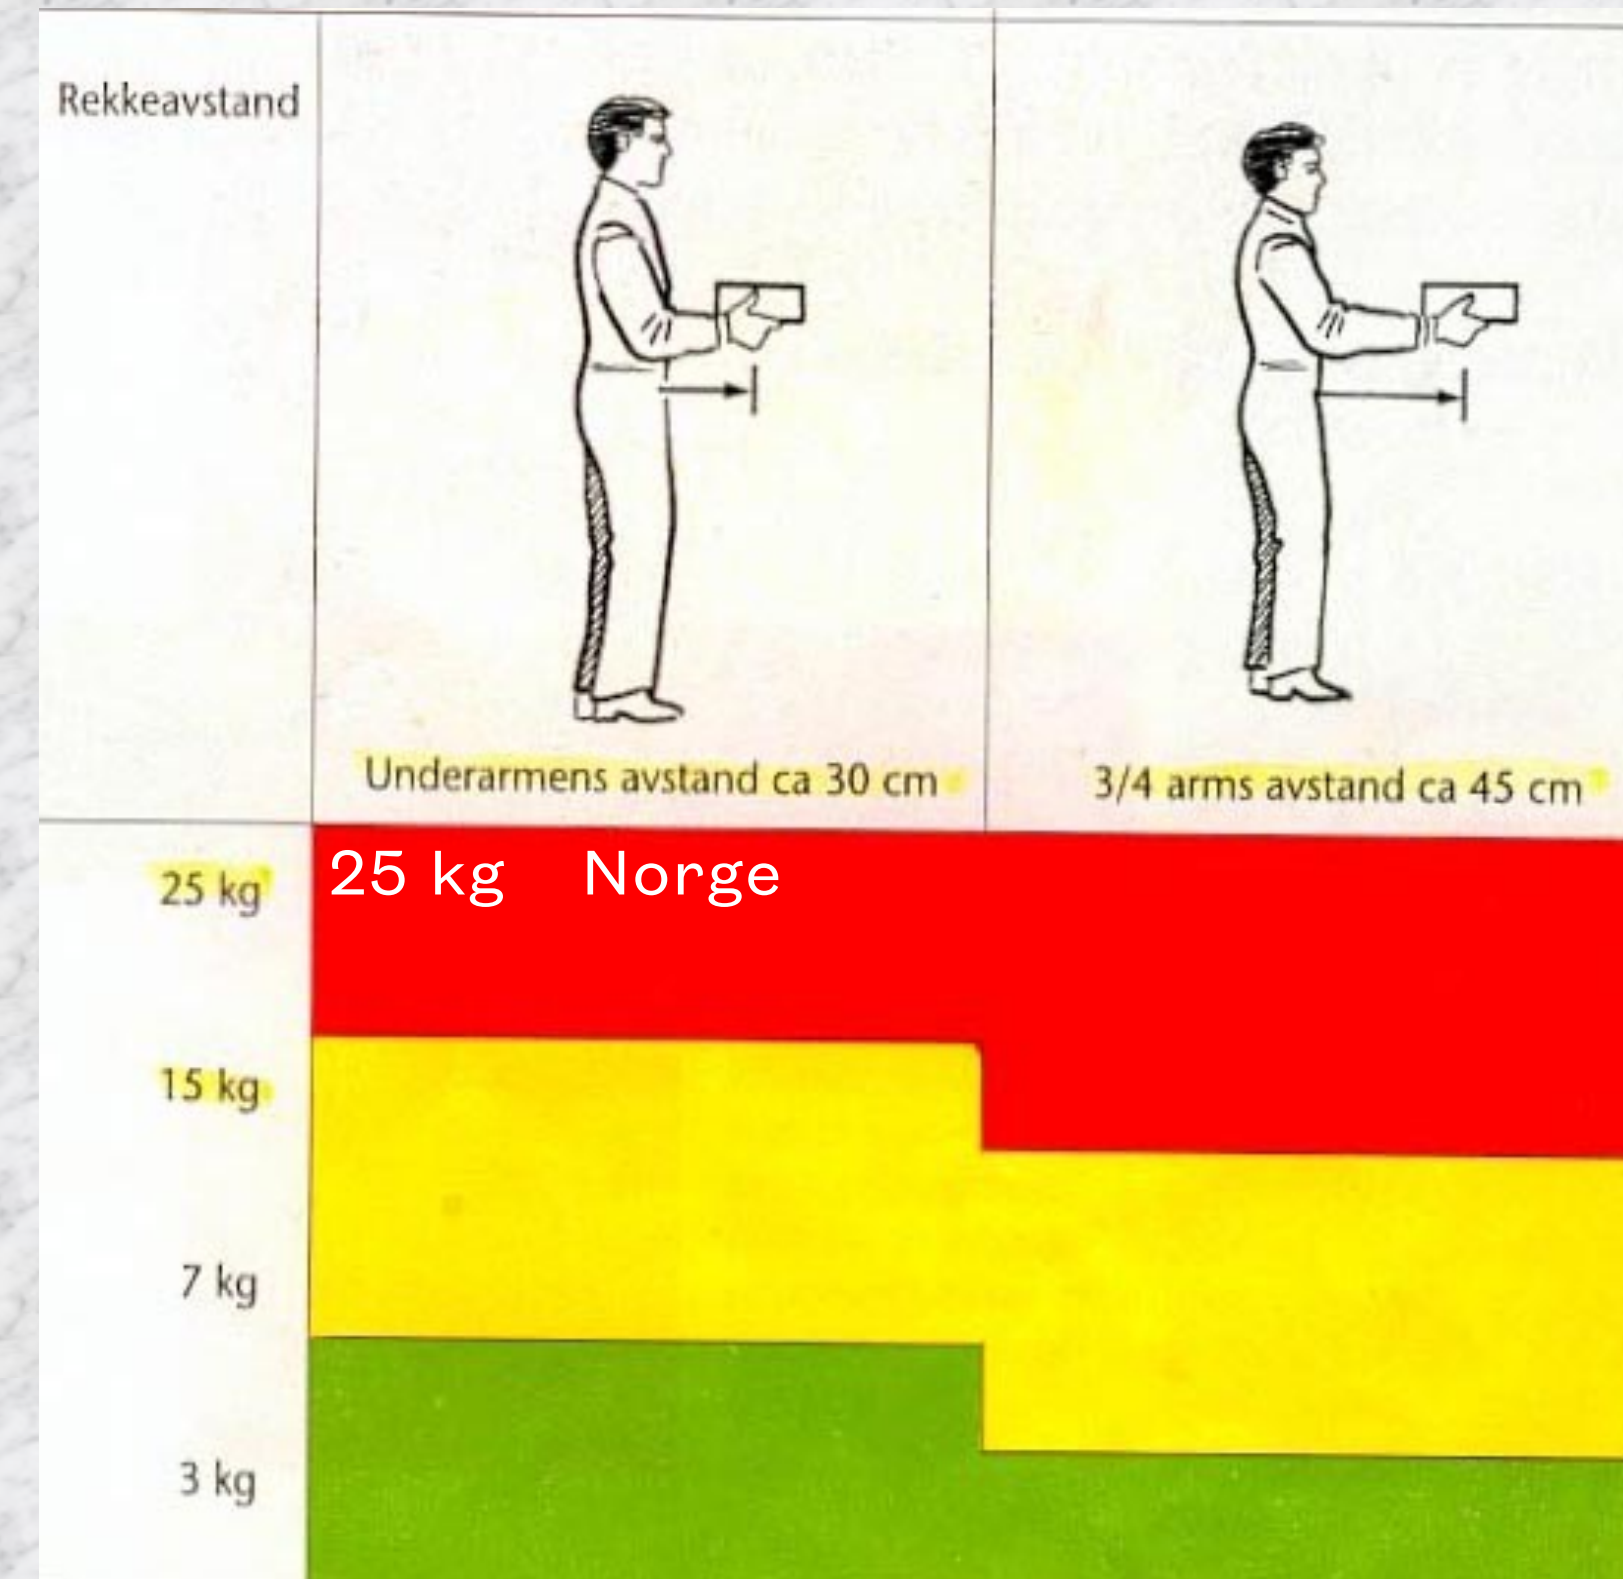 Rekkeavstand
Underarmens avstand ca 30 cm
3/4 arms avstand ca 45 cm
25 kg
25 kg Norge
15 kg
7 kg
3 kg